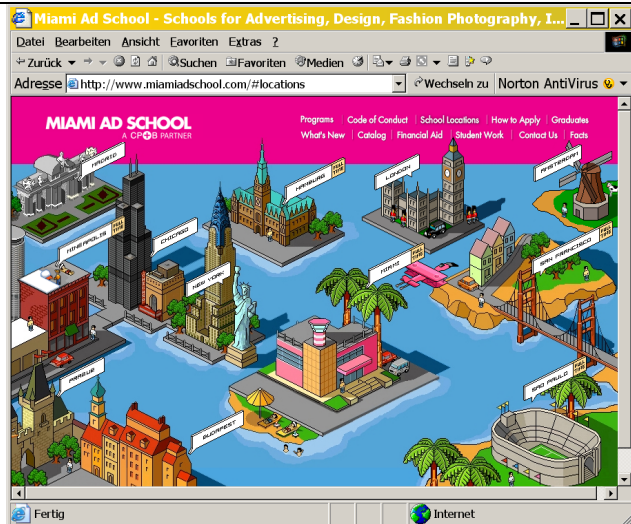 Miami Ad School - Schools for Advertising, Design, Fashion Photography, I...
Datei Bearbeiten Ansicht Favoriten Extras ?
Zurück Suchen Favoriten Medien
Adresse http://www.miamiadschool.com/#locations Wechseln zu Norton AntiVirus
MIAMI AD SCHOOL
A CP+B PARTNER
Programs | Code of Conduct | School Locations | How to Apply | Graduates
What's New | Catalog | Financial Aid | Student Work | Contact Us | Facts
MADRID
HAMBURG
LONDON
AMSTERDAM
MINEAPOLIS
CHICAGO
NEW YORK
MIAMI
SAN FRANCISCO
PRAGUE
BUDAPEST
SAO PAULO
Fertig
Internet